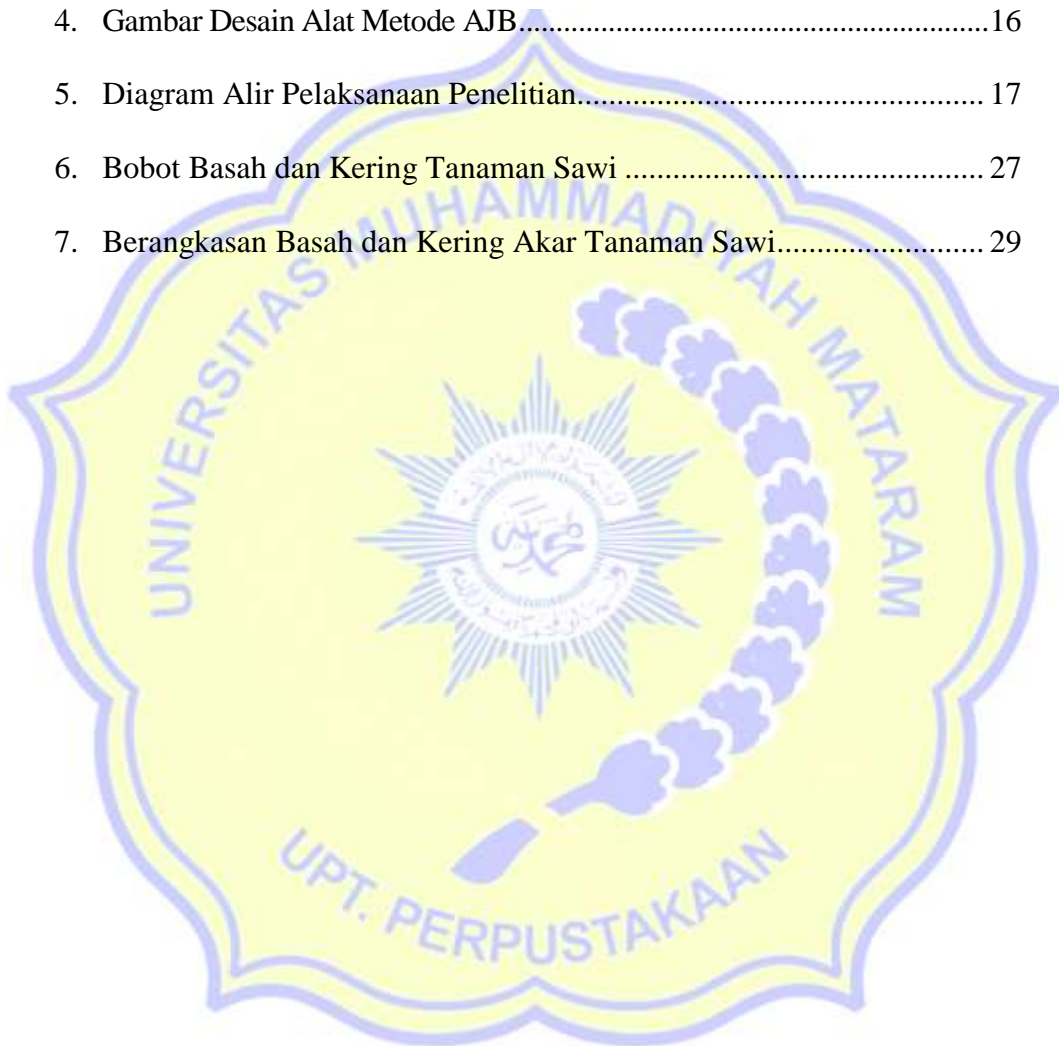 4. Gambar Desain Alat Metode AJB.......................................................16
5. Diagram Alir Pelaksanaan Penelitian................................................ 17
6. Bobot Basah dan Kering Tanaman Sawi .......................................... 27
7. Berangkasan Basah dan Kering Akar Tanaman Sawi........................ 29
UNIVERSITAS MUHAMMADIYAH MATARAM
UPT. PERPUSTAKAAN